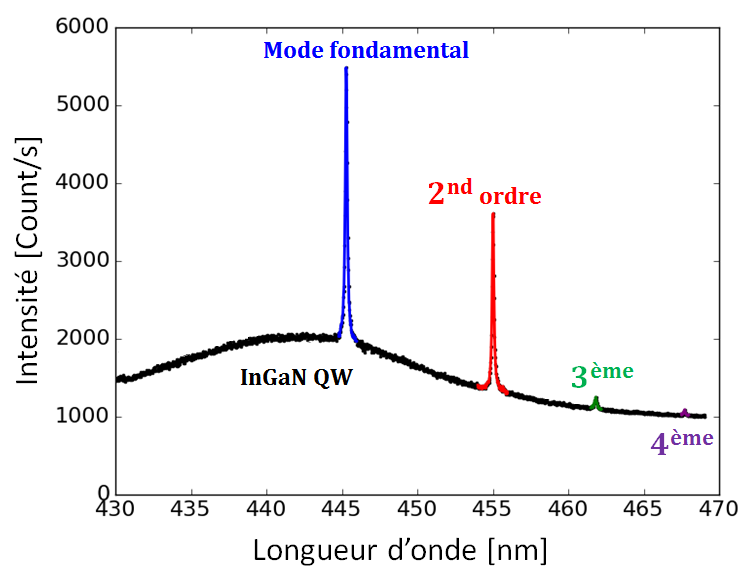 6000
Mode fondamental
5000
4000
2nd ordre
3000
2000
InGaN QW
3ème
1000
4ème
0
430 435 440 445 450 455 460 465 470
Longueur d’onde [nm]
Intensité [Count/s]